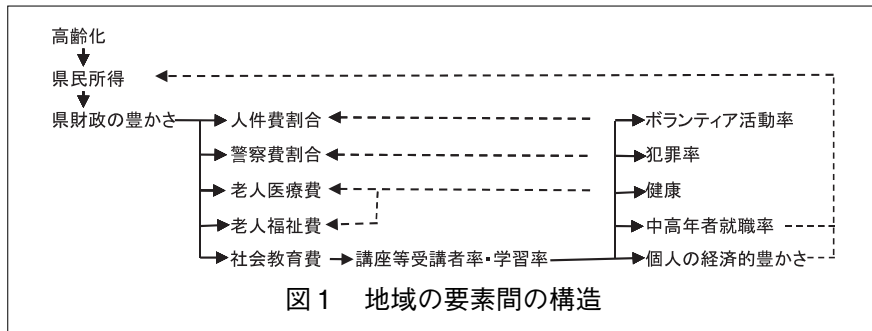 高齢化
県民所得
県財政の豊かさ 人件費割合 ボランティア活動率
警察費割合 犯罪率
老人医療費 健康
老人福祉費 中高年者就職率
社会教育費 講座等受講者率・学習率 個人の経済的豊かさ
図1 地域の要素間の構造